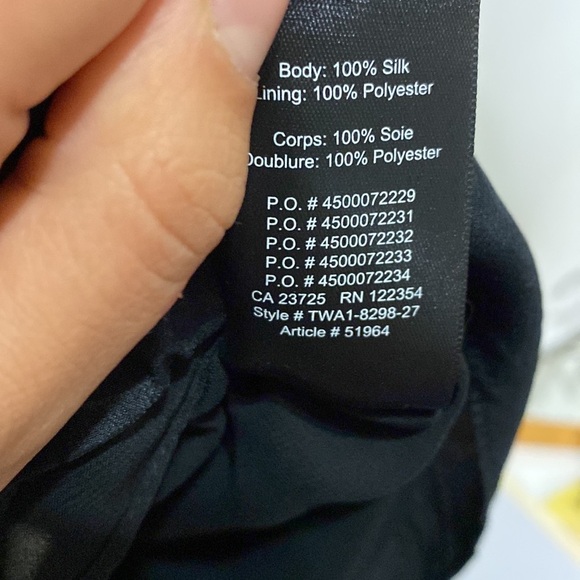 Body: 100% Silk
Lining: 100% Polyester
Corps: 100% Soie
Doublure: 100% Polyester
P.O. # 4500072229
P.O. # 4500072231
P.O. # 4500072232
P.O. # 4500072233
P.O. # 4500072234
CA 23725 RN 122354
Style # TWA1-8298-27
Article # 51964